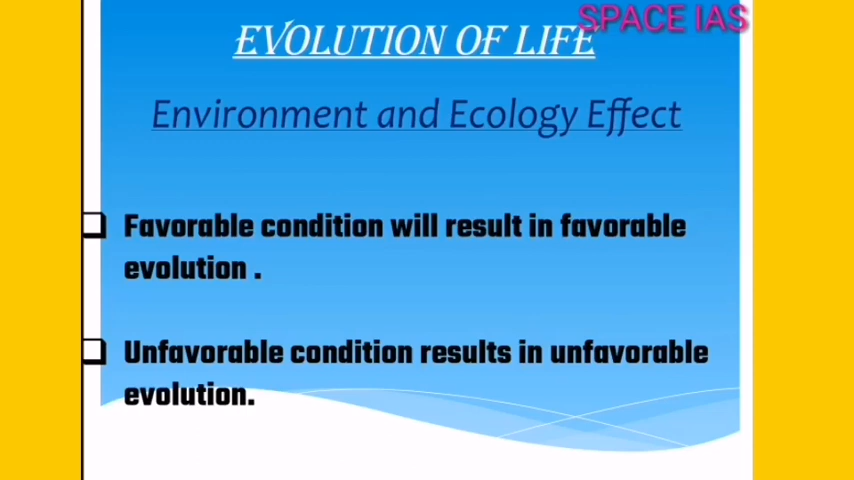 SPACE IAS
EVOLUTION OF LIFE
Environment and Ecology Effect
Favorable condition will result in favorable
evolution .
Unfavorable condition results in unfavorable
evolution.